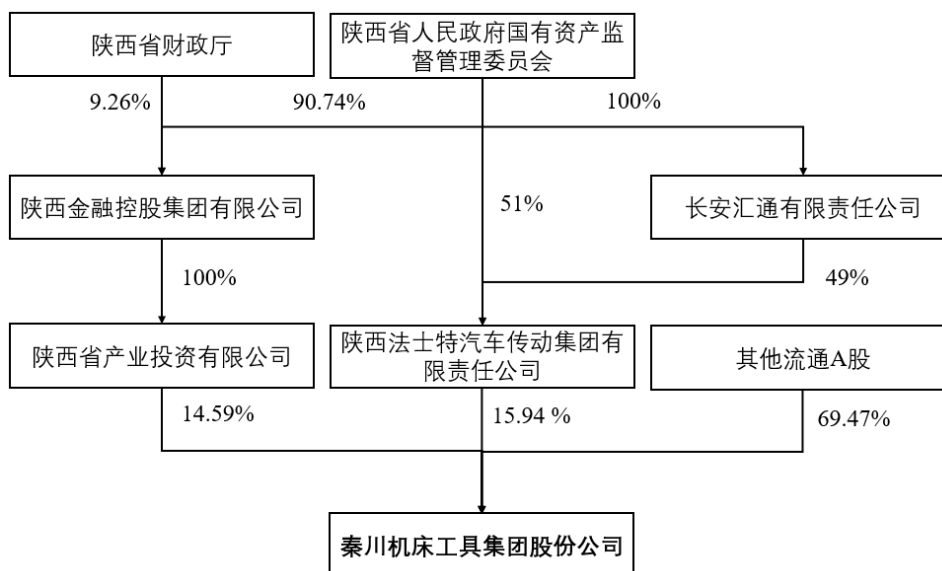 陕西省财政厅
陕西省人民政府国有资产监
督管理委员会
9.26%
90.74%
100%
陕西金融控股集团有限公司
51%
长安汇通有限责任公司
100%
49%
陕西省产业投资有限公司
陕西法士特汽车传动集团有
限责任公司
其他流通A股
14.59%
15.94 %
69.47%
秦川机床工具集团股份公司